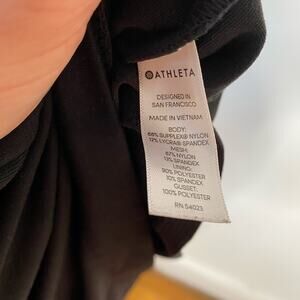 ATHLETA
DESIGNED IN
SAN FRANCISCO
MADE IN VIETNAM
BODY:
88% SUPPLEX® NYLON
12% LYCRA® SPANDEX
MESH:
87% NYLON
13% SPANDEX
LINING:
90% POLYESTER
10% SPANDEX
GUSSET:
100% POLYESTER
RN 54023